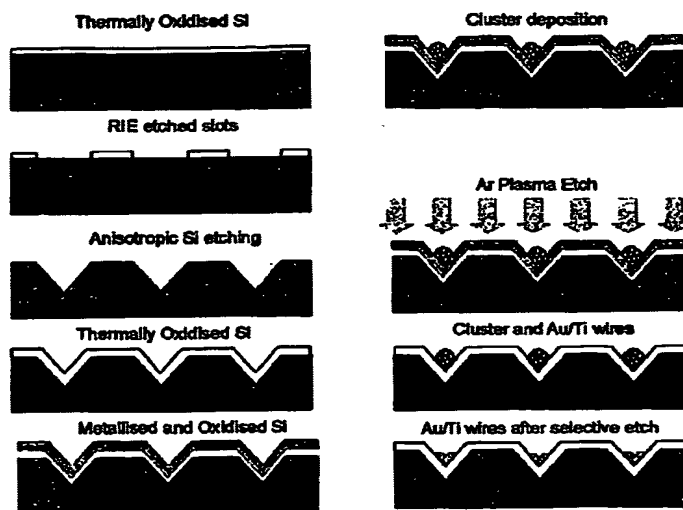 Thermally Oxidised Si
RIE etched slots
Anisotropic Si etching
Thermally Oxidised Si
Metallised and Oxidised Si
Cluster deposition
Ar Plasma Etch
Cluster and Au/Ti wires
Au/Ti wires after selective etch